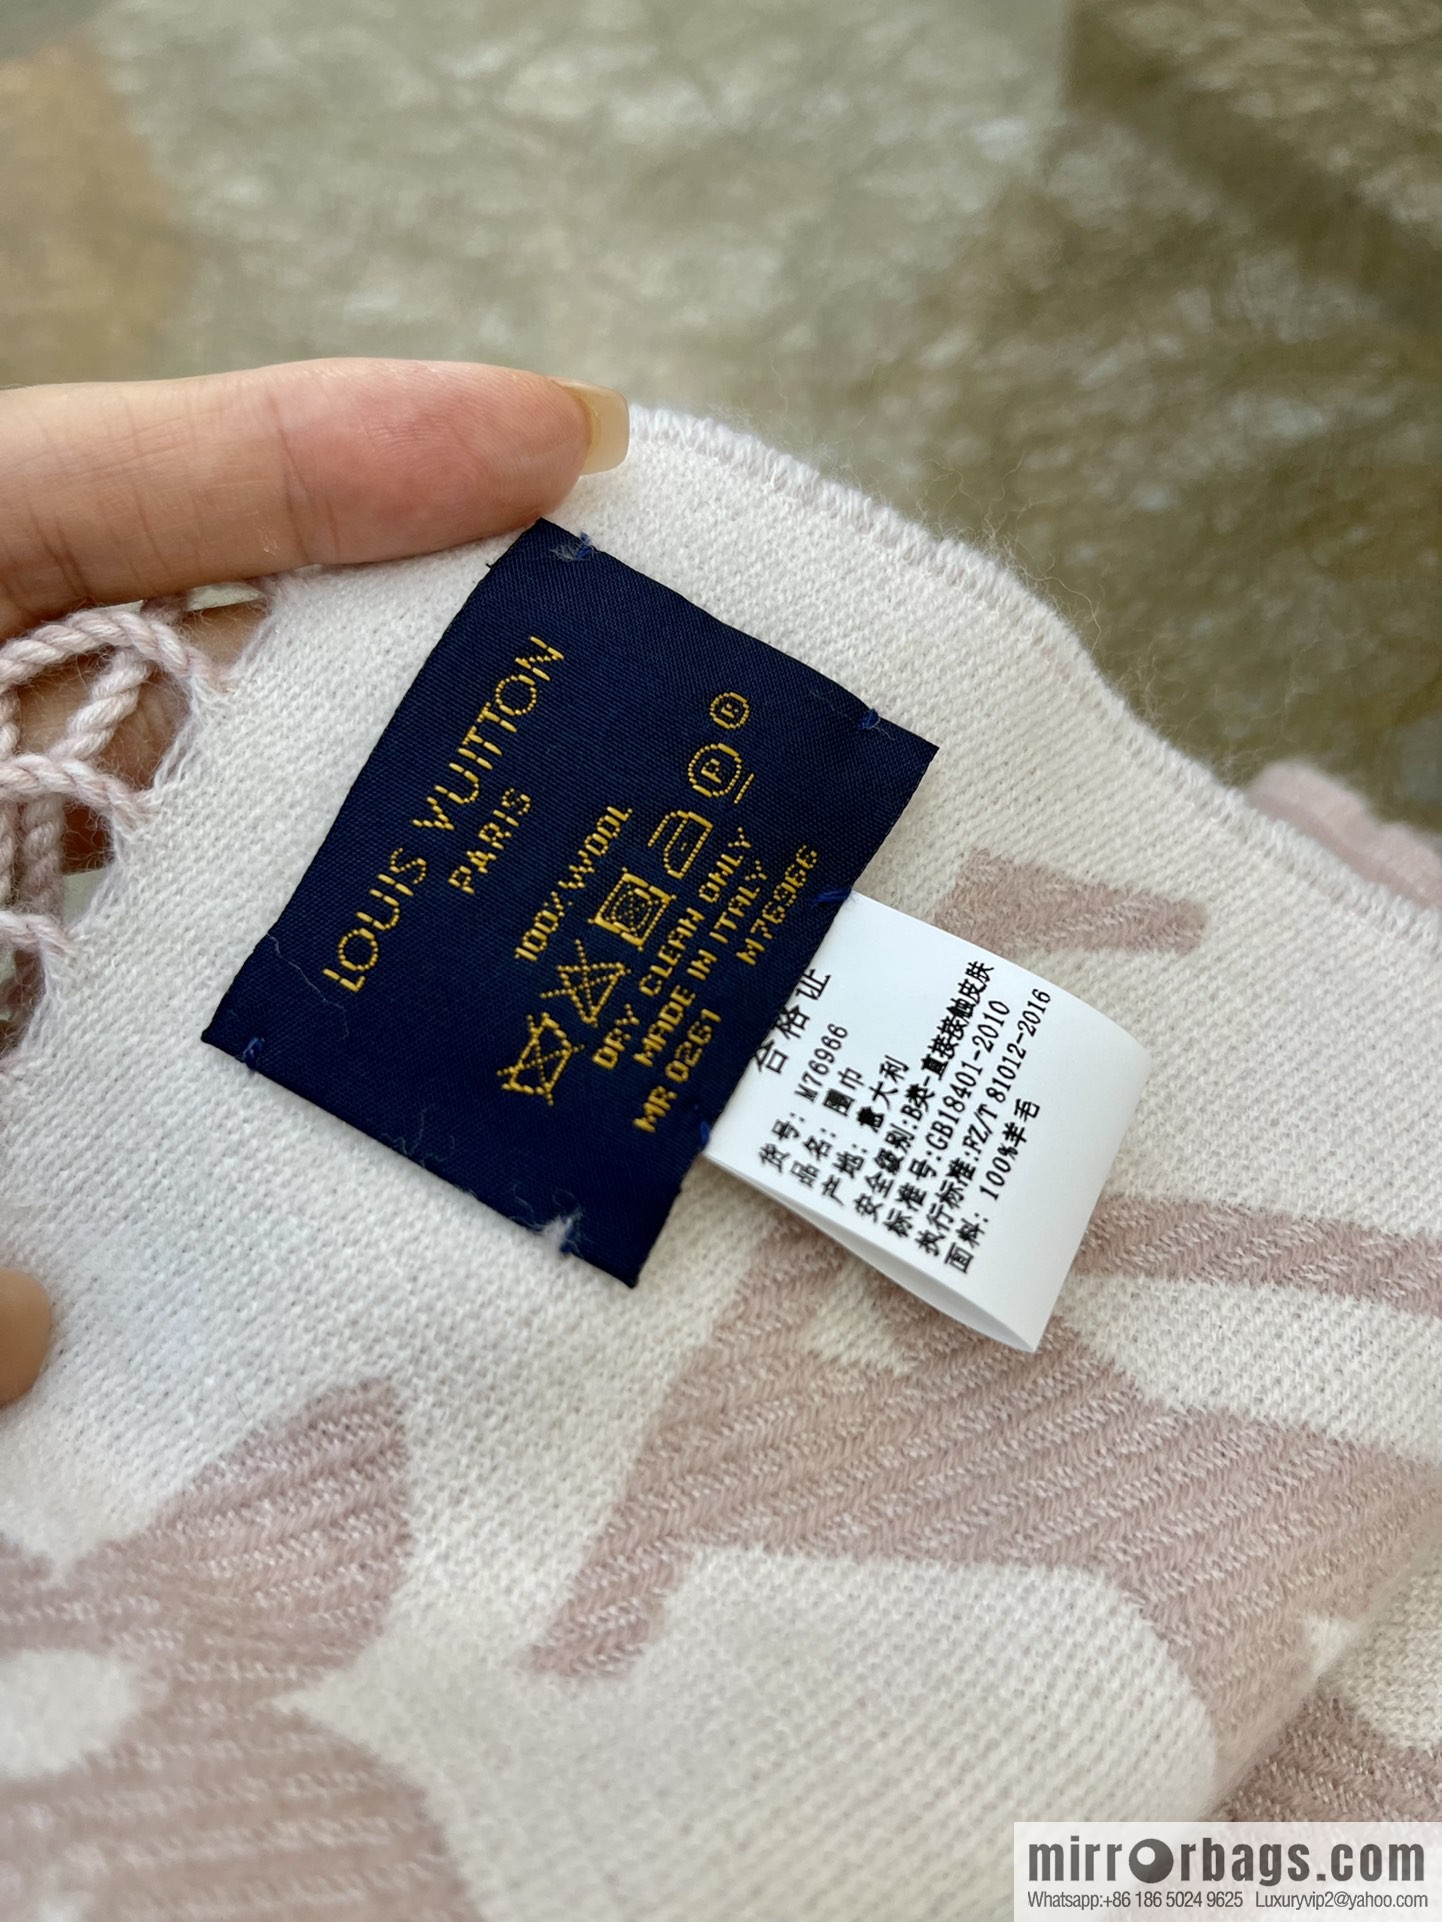 LOUIS VUITTON
PARIS
100% WOOL
P
DRY CLEAN ONLY
MADE IN ITALY
MR 0261 M76966
合格证
货号: M76966
品名: 围巾
产地: 意大利
安全级别:B类-直接接触皮肤
标准号:GB18401-2010
执行标准:FZ/T 81012-2016
面料: 100%羊毛
mirrorbags.com
Whatsapp:+86 186 5024 9625 Luxuryvip2@yahoo.com